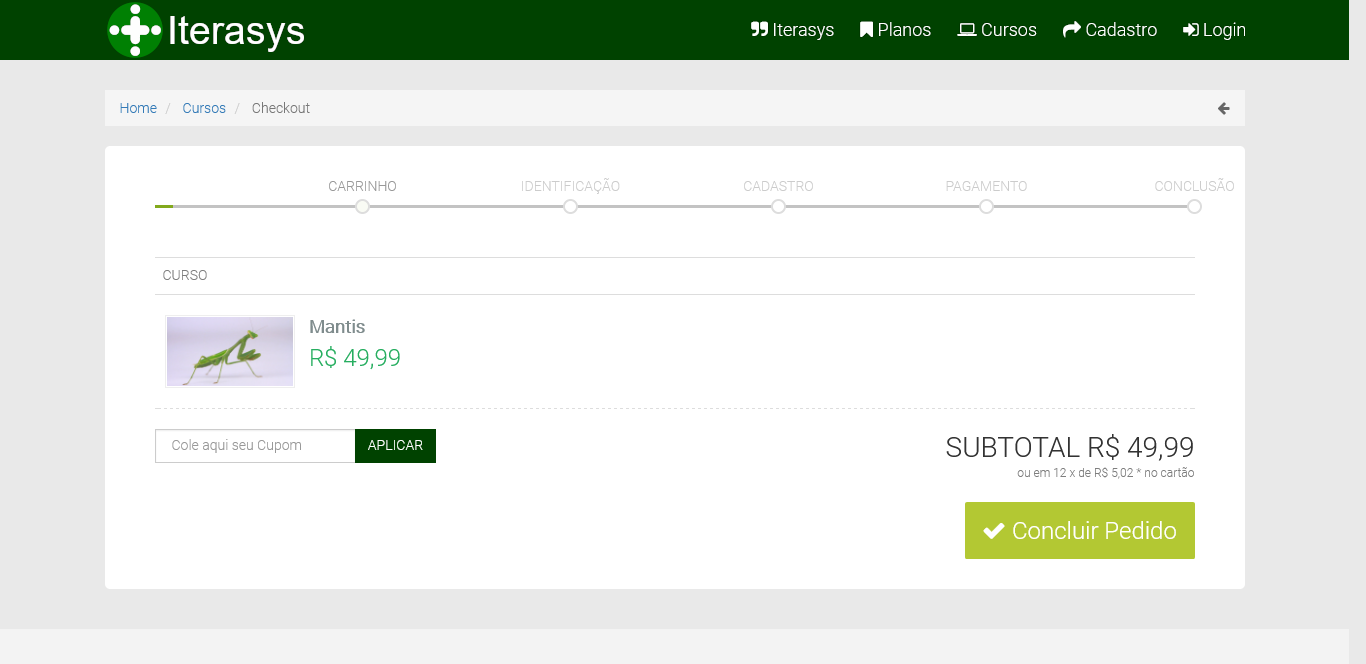 Iterasys
Iterasys Planos Cursos Cadastro Login
Home / Cursos / Checkout
CARRINHO IDENTIFICAÇÃO CADASTRO PAGAMENTO CONCLUSÃO
CURSO
Mantis
R$ 49,99
Cole aqui seu Cupom APLICAR
SUBTOTAL R$ 49,99
ou em 12 x de R$ 5,02 * no cartão
Concluir Pedido